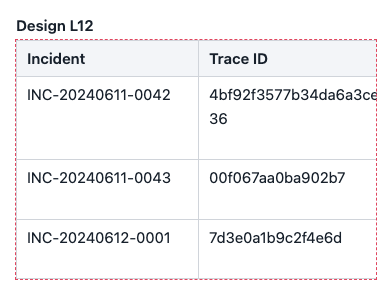 Design L12
Incident Trace ID
INC-20240611-0042 4bf92f3577b34da6a3ce
36
INC-20240611-0043 00f067aa0ba902b7
INC-20240612-0001 7d3e0a1b9c2f4e6d